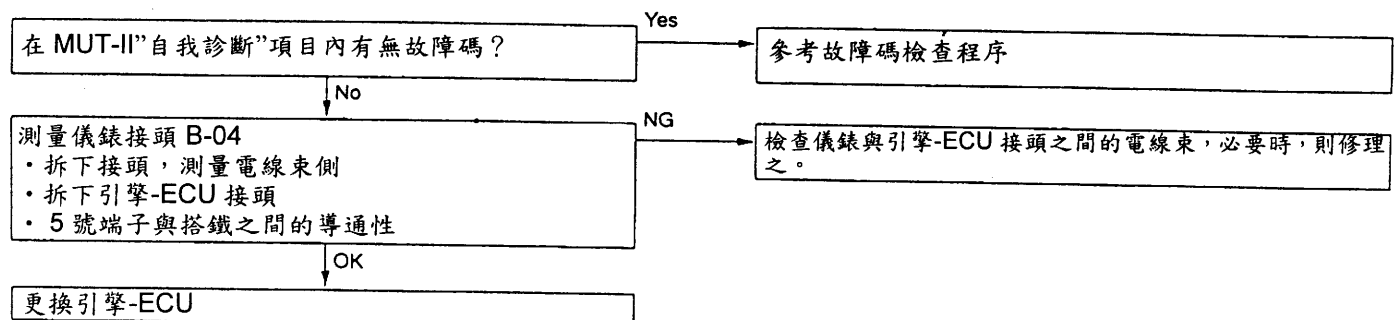 在 MUT-II"自我診斷"項目內有無故障碼？
Yes
參考故障碼檢查程序
No
測量儀錶接頭 B-04
・拆下接頭，測量電線束側
・拆下引擎-ECU 接頭
・ 5 號端子與搭鐵之間的導通性
NG
檢查儀錶與引擎-ECU 接頭之間的電線束，必要時，則修理
之。
OK
更換引擎-ECU